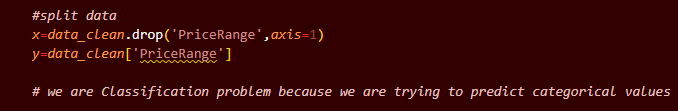 #split data
x=data_clean.drop('PriceRange',axis=1)
y=data_clean['PriceRange']
# we are Classification problem because we are trying to predict categorical values